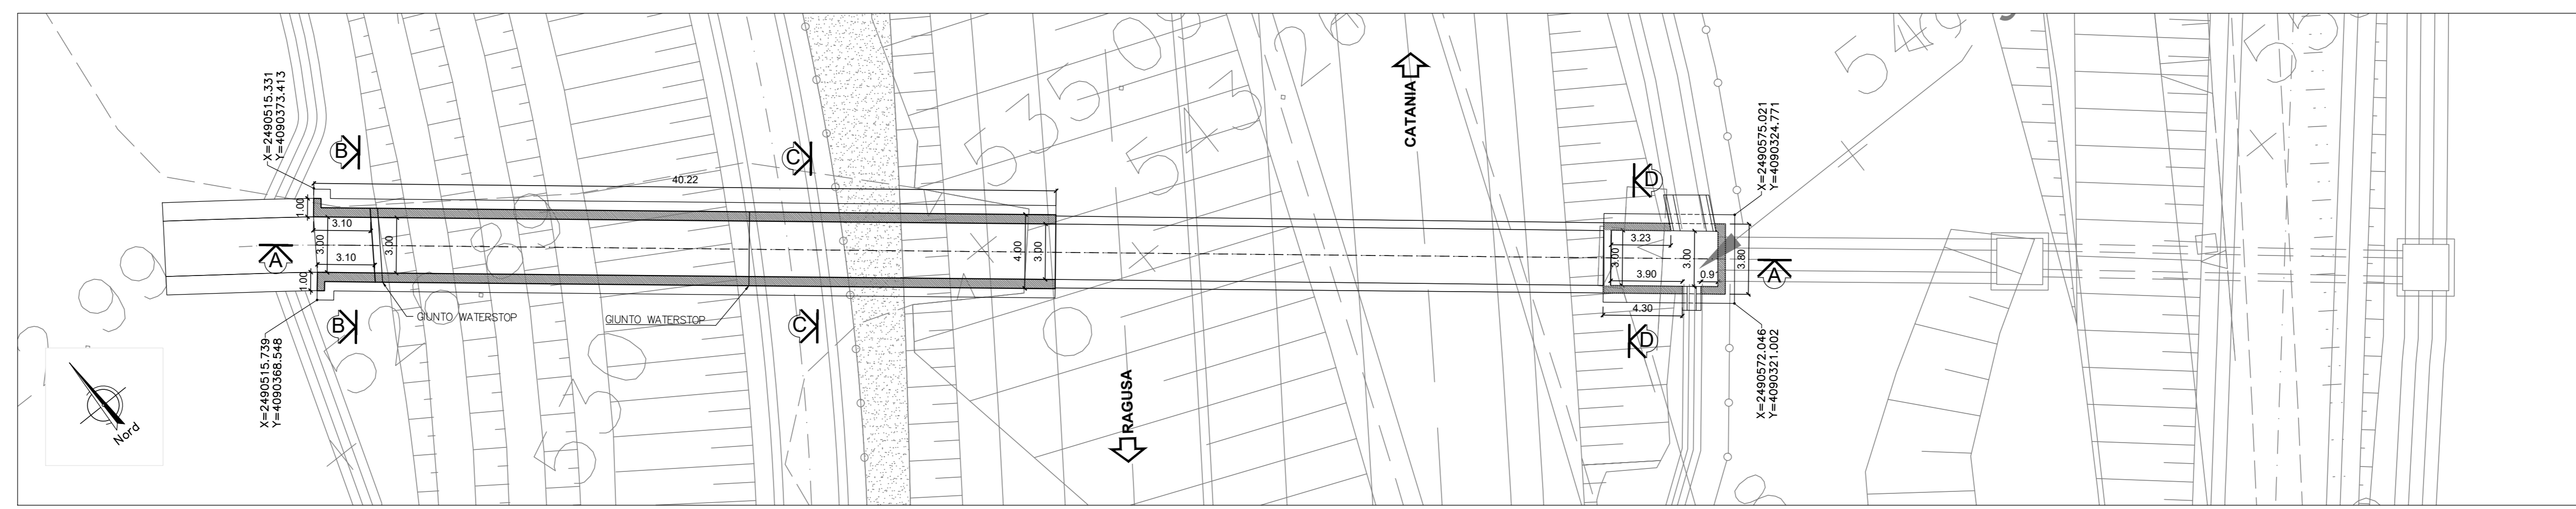 X=2490515.331
Y=4090373.413
B
C
40.22
1.00
3.10
3.00
3.00
A
3.10
1.00
4.00
3.00
B
GIUNTO WATERSTOP
GIUNTO WATERSTOP
C
X=2490515.739
Y=4090368.548
Nord
CATANIA
RAGUSA
X=2490575.021
Y=4090324.771
D
3.23
3.00
3.00
3.80
3.90
0.9
A
4.30
D
X=2490572.046
Y=4090321.002